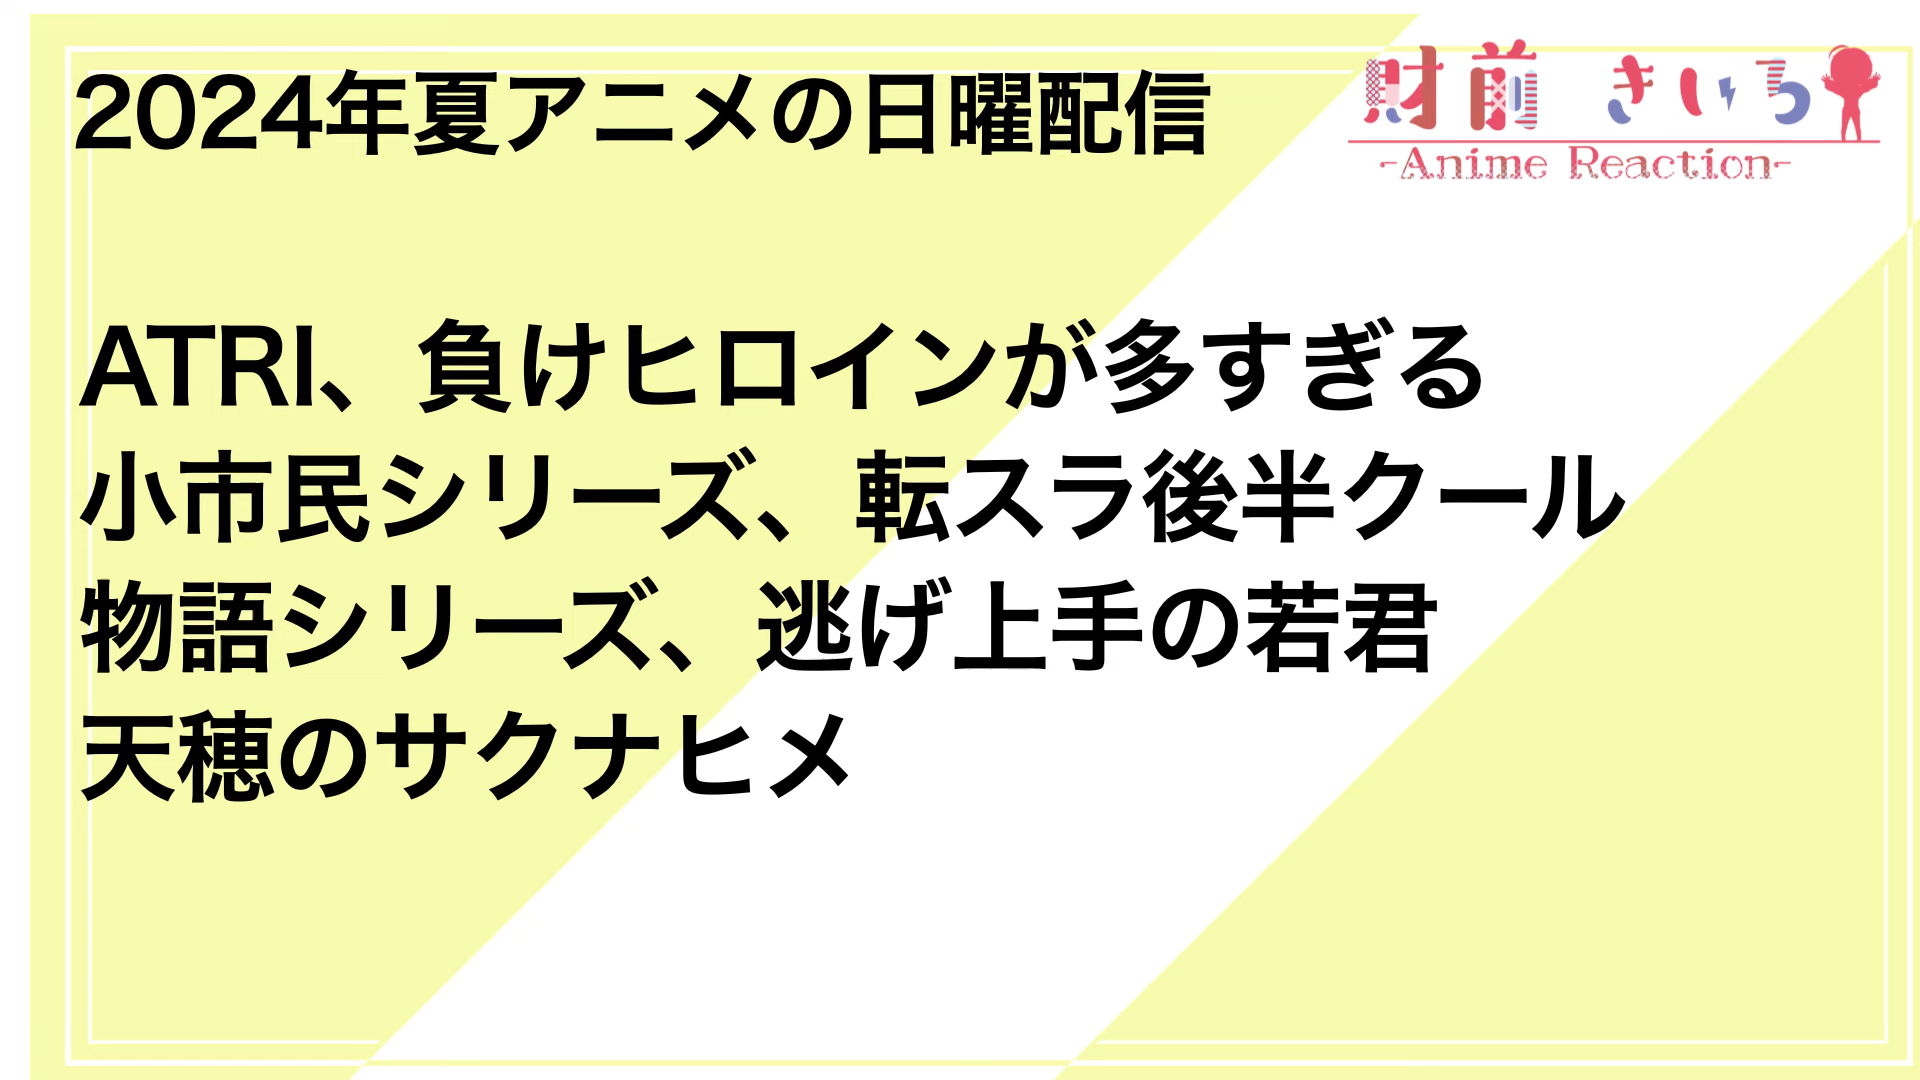 2024年夏アニメの日曜配信
財前 きいろ
-Anime Reaction-
ATRI、負けヒロインが多すぎる
小市民シリーズ、転スラ後半クール
物語シリーズ、逃げ上手の若君
天穂のサクナヒメ